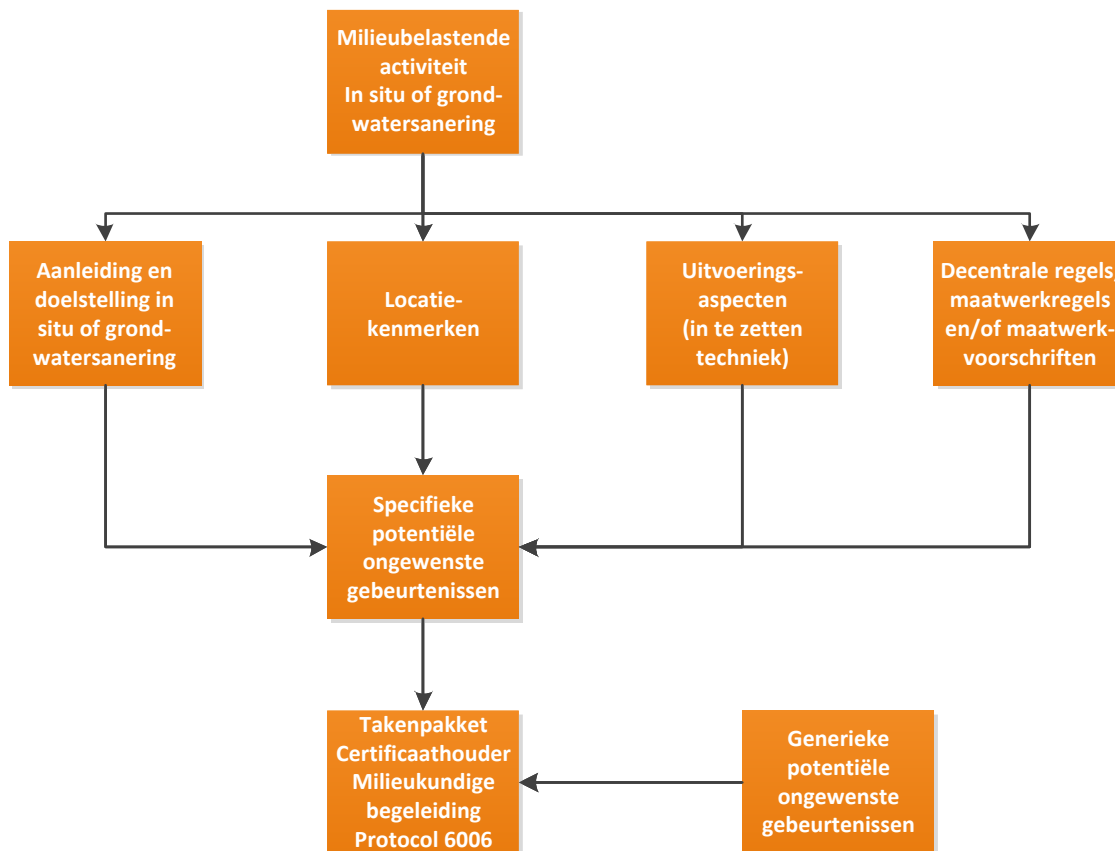 Milieubelastende
activiteit
In situ of grond-
watersanering
Aanleiding en
doelstelling in
situ of grond-
watersanering
Locatie-
kenmerken
Uitvoerings-
aspecten
(in te zetten
techniek)
Decentrale regels,
maatwerkregels
en/of maatwerk-
voorschriften
Specifieke
potentiële
ongewenste
gebeurtenissen
Takenpakket
Certificaathouder
Milieukundige
begeleiding
Protocol 6006
Generieke
potentiële
ongewenste
gebeurtenissen